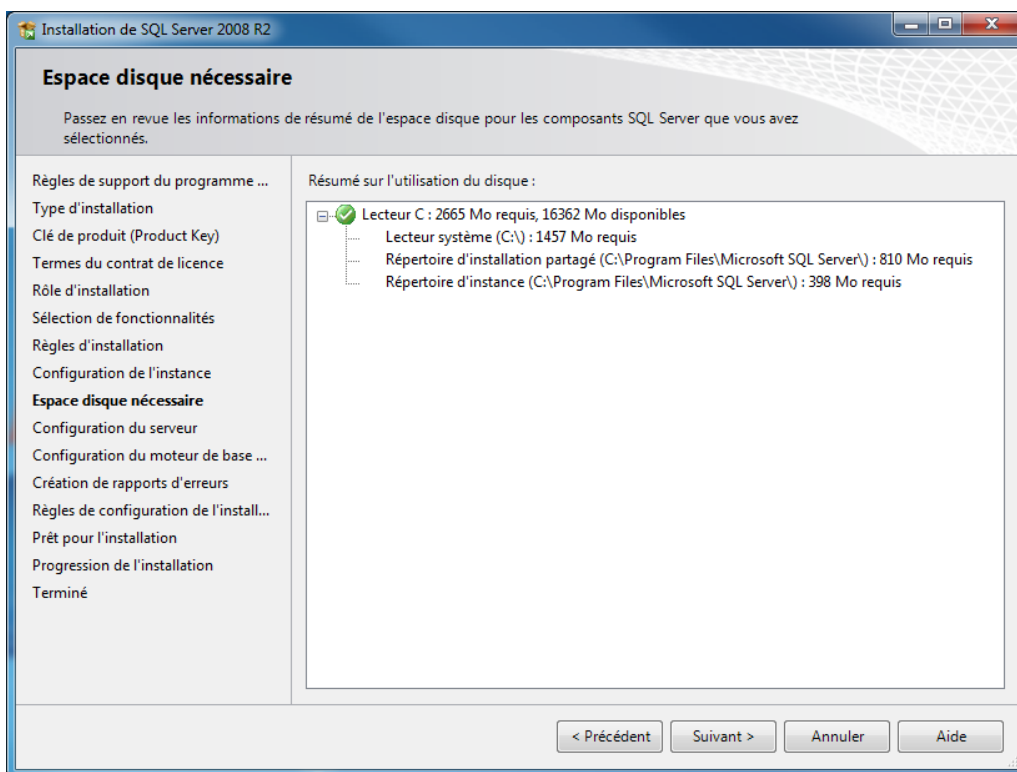 Installation de SQL Server 2008 R2
Espace disque nécessaire
Passez en revue les informations de résumé de l'espace disque pour les composants SQL Server que vous avez
sélectionnés.
Règles de support du programme ...
Type d'installation
Clé de produit (Product Key)
Termes du contrat de licence
Rôle d'installation
Sélection de fonctionnalités
Règles d'installation
Configuration de l'instance
Espace disque nécessaire
Configuration du serveur
Configuration du moteur de base ...
Création de rapports d'erreurs
Règles de configuration de l'install...
Prêt pour l'installation
Progression de l'installation
Terminé
Résumé sur l'utilisation du disque :
Lecteur C : 2665 Mo requis, 16362 Mo disponibles
Lecteur système (C:\) : 1457 Mo requis
Répertoire d'installation partagé (C:\Program Files\Microsoft SQL Server\) : 810 Mo requis
Répertoire d'instance (C:\Program Files\Microsoft SQL Server\) : 398 Mo requis
< Précédent
Suivant >
Annuler
Aide